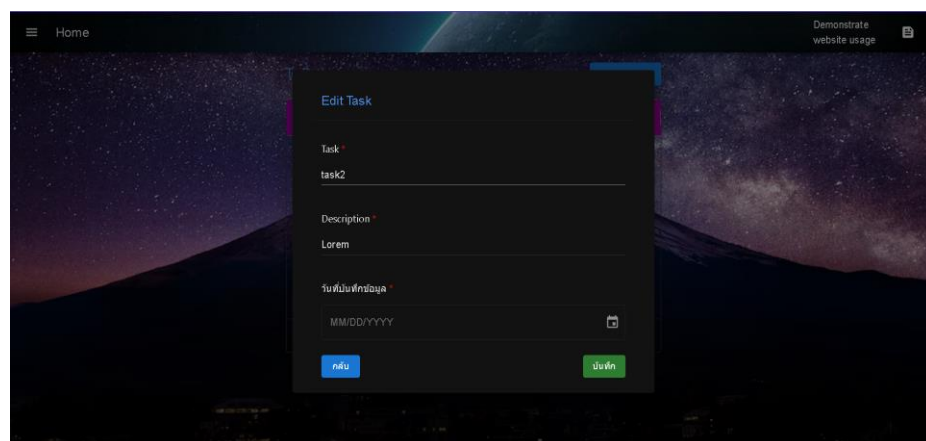 Home
Demonstrate
website usage
Edit Task
Task *
task2
Description *
Lorem
วันที่บันทึกข้อมูล *
MM/DD/YYYY
กลับ
บันทึก